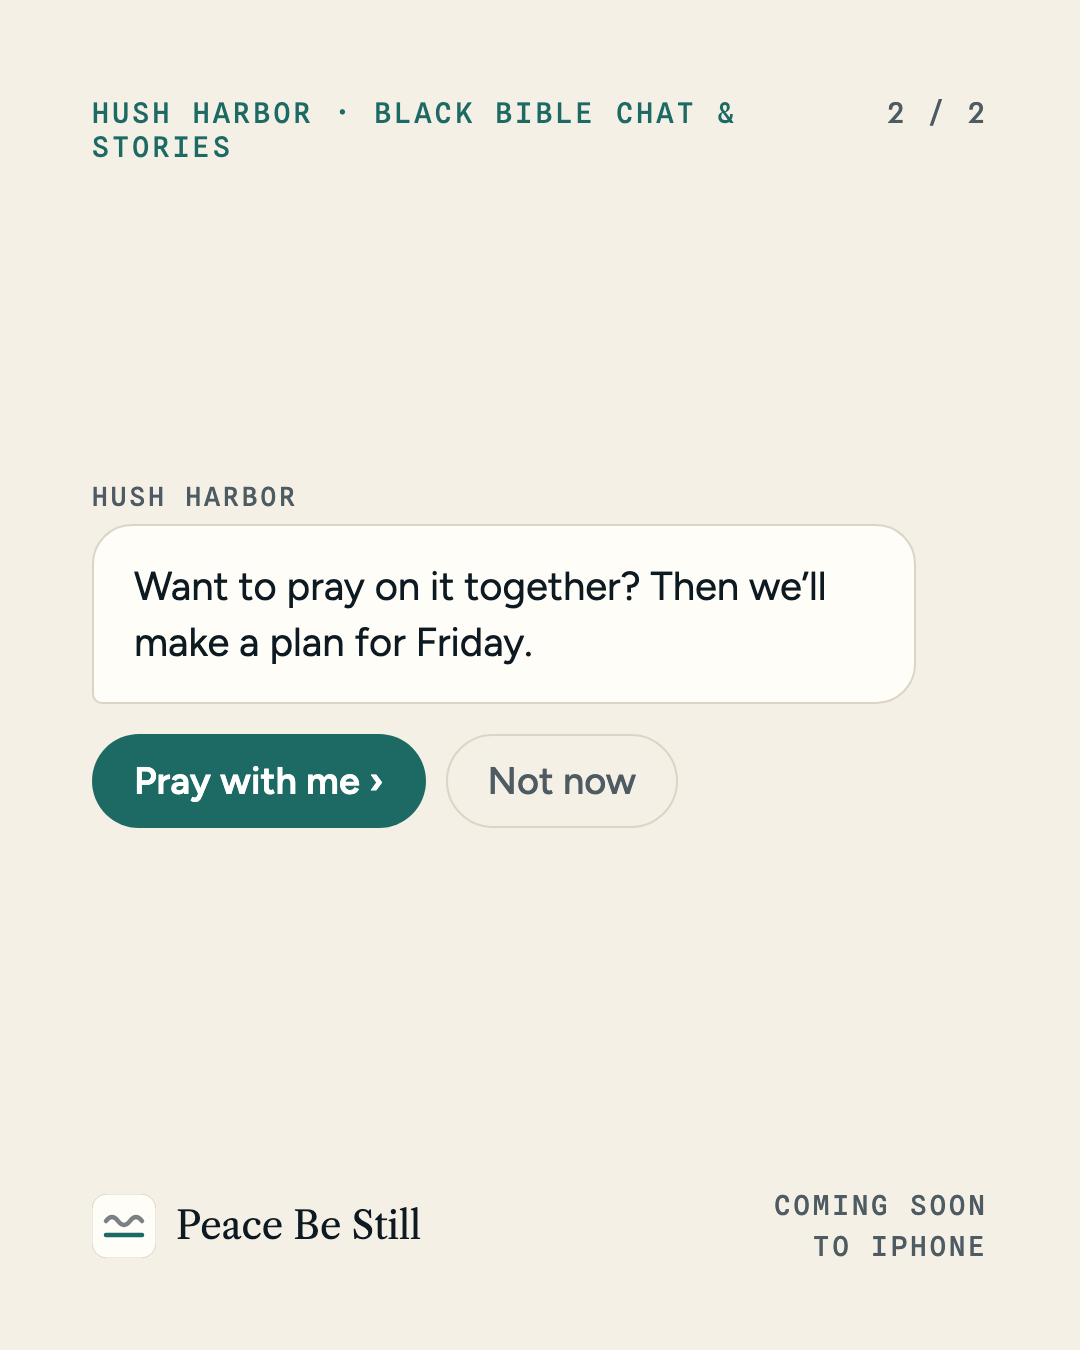 HUSH HARBOR · BLACK BIBLE CHAT &
STORIES
2 / 2
HUSH HARBOR
Want to pray on it together? Then we’ll
make a plan for Friday.
Pray with me ›
Not now
Peace Be Still
COMING SOON
TO IPHONE